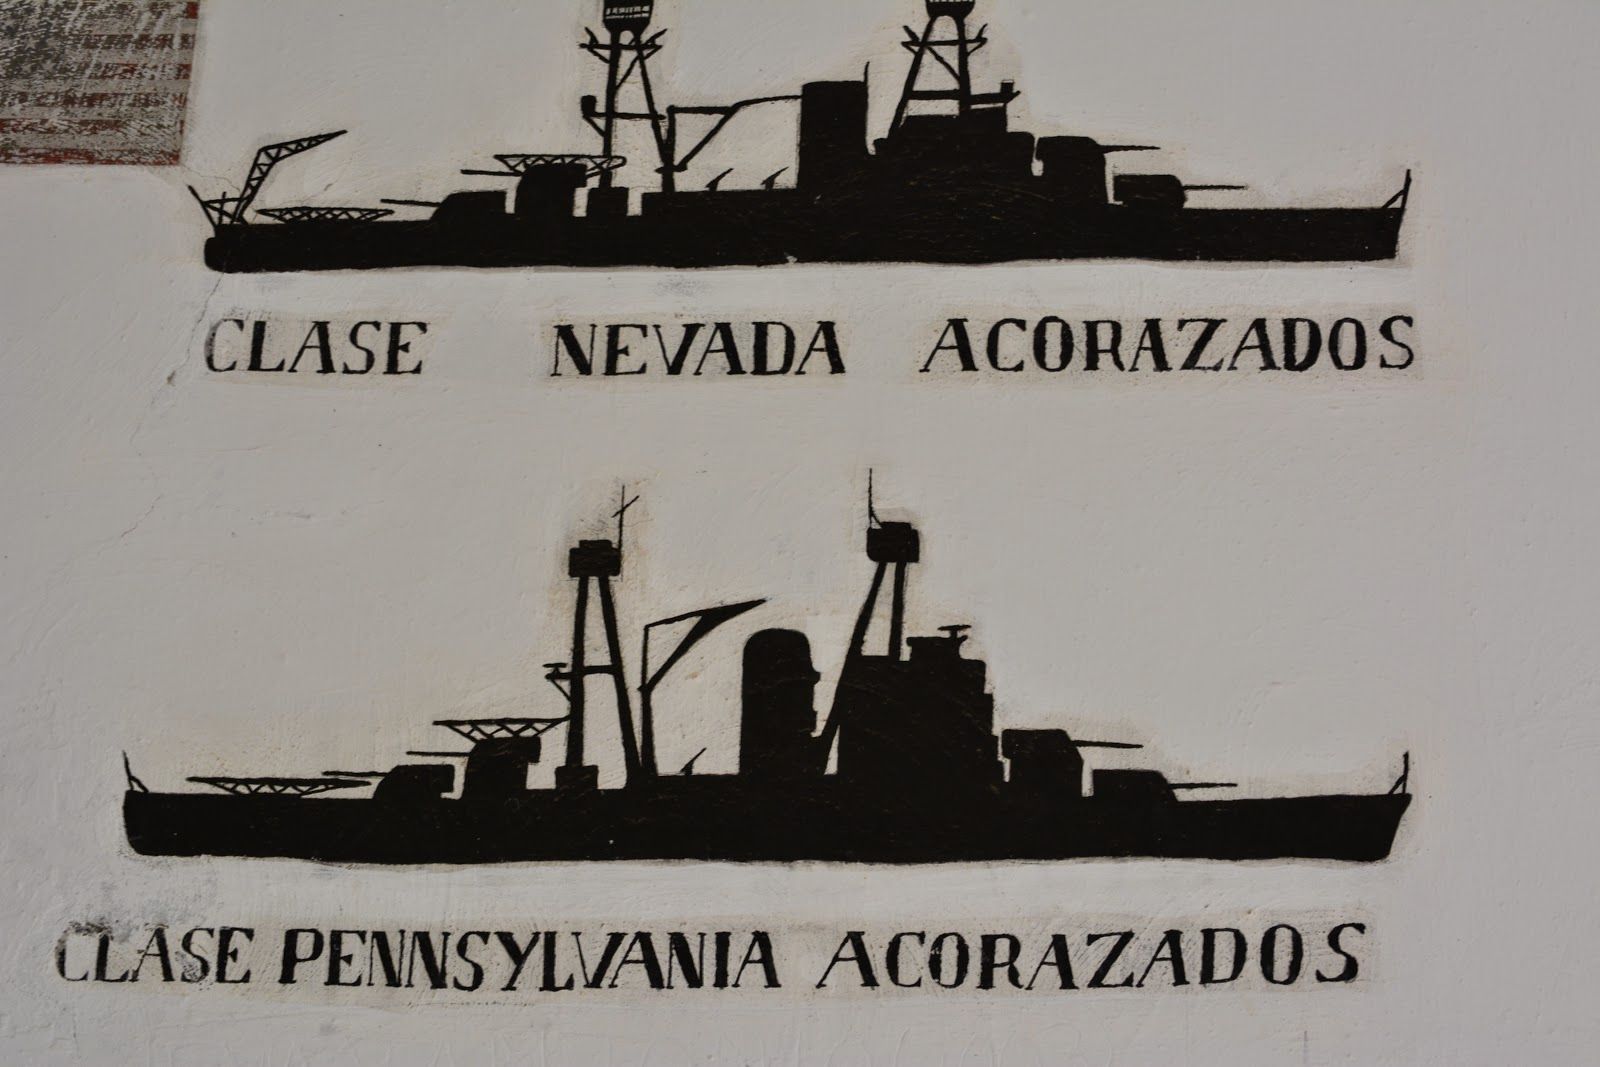 CLASE NEVADA ACORAZADOS
CLASE PENNSYLVANIA ACORAZADOS